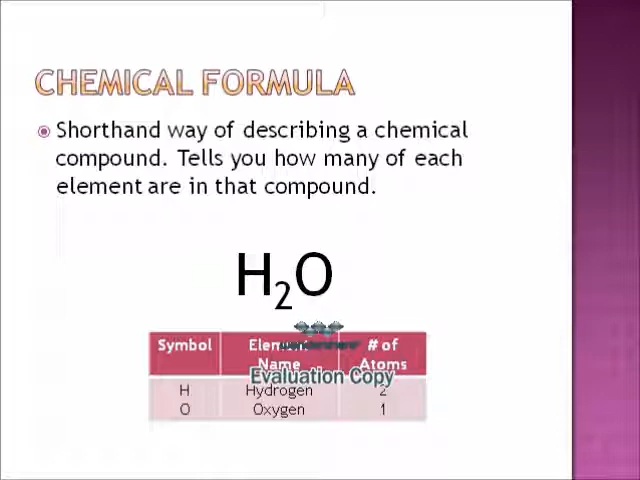 CHEMICAL FORMULA
Shorthand way of describing a chemical
compound. Tells you how many of each
element are in that compound.
H₂O
Symbol Element Name # of Atoms
Evaluation Copy
H Hydrogen 2
O Oxygen 1